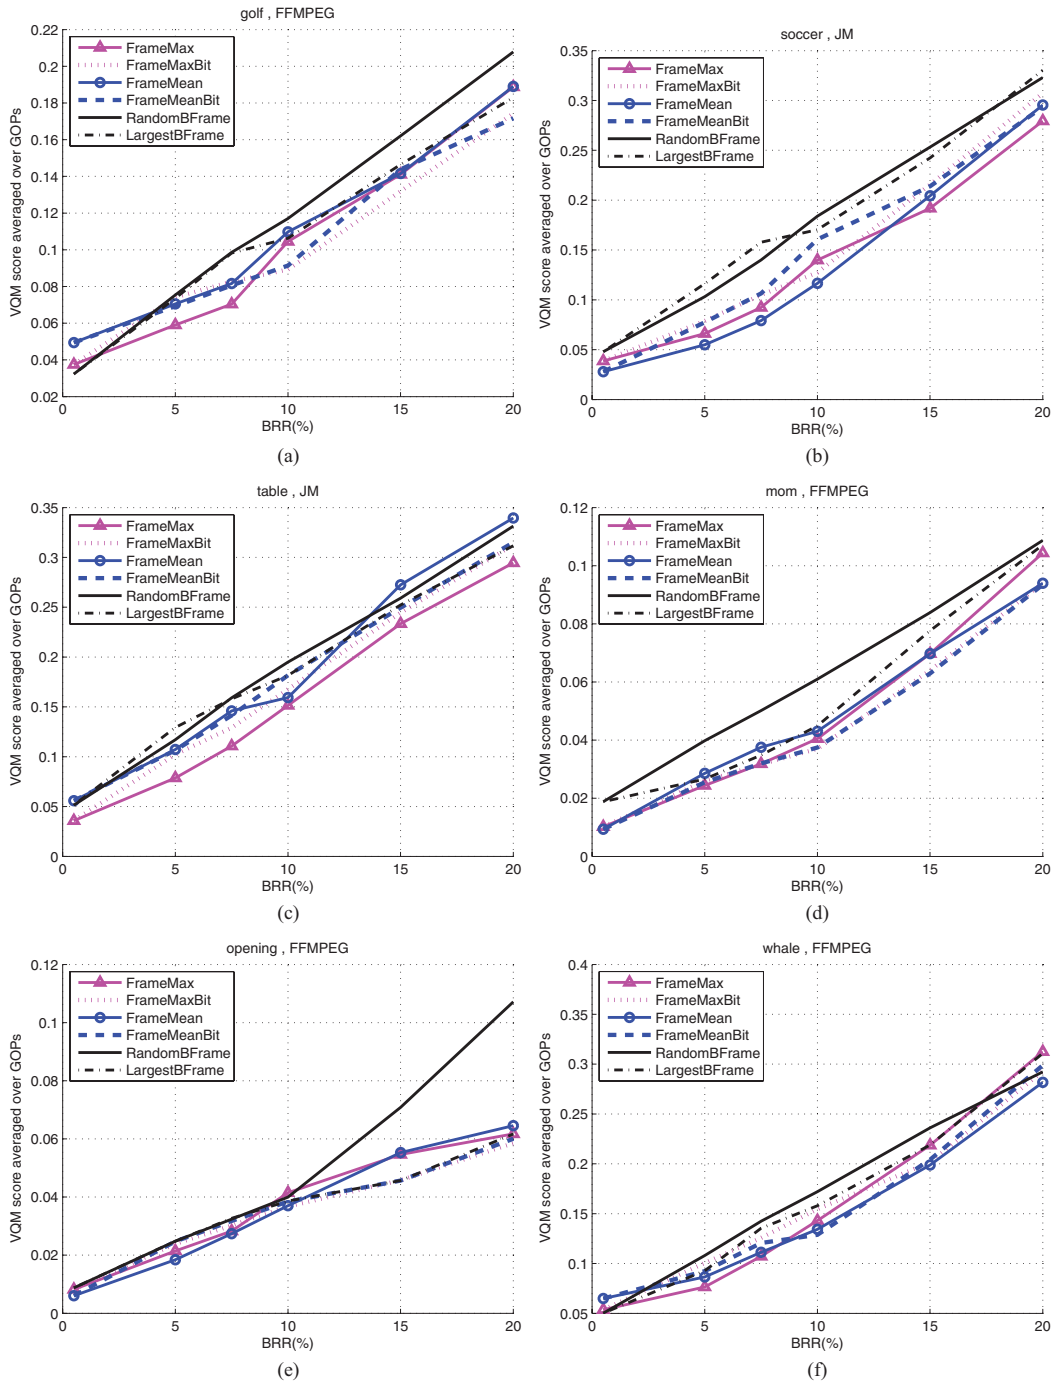 golf , FFMPEG
0.22
0.2
0.18
0.16
0.14
0.12
0.1
0.08
0.06
0.04
0.02
VQM score averaged over GOPs
FrameMax
FrameMaxBit
FrameMean
FrameMeanBit
RandomBFrame
LargestBFrame
0 5 10 15 20
BRR(%)
(a)
soccer , JM
0.35
0.3
0.25
0.2
0.15
0.1
0.05
0
VQM score averaged over GOPs
FrameMax
FrameMaxBit
FrameMean
FrameMeanBit
RandomBFrame
LargestBFrame
0 5 10 15 20
BRR(%)
(b)
table , JM
0.35
0.3
0.25
0.2
0.15
0.1
0.05
0
VQM score averaged over GOPs
FrameMax
FrameMaxBit
FrameMean
FrameMeanBit
RandomBFrame
LargestBFrame
0 5 10 15 20
BRR(%)
(c)
mom , FFMPEG
0.12
0.1
0.08
0.06
0.04
0.02
0
VQM score averaged over GOPs
FrameMax
FrameMaxBit
FrameMean
FrameMeanBit
RandomBFrame
LargestBFrame
0 5 10 15 20
BRR(%)
(d)
opening , FFMPEG
0.12
0.1
0.08
0.06
0.04
0.02
0
VQM score averaged over GOPs
FrameMax
FrameMaxBit
FrameMean
FrameMeanBit
RandomBFrame
LargestBFrame
0 5 10 15 20
BRR(%)
(e)
whale , FFMPEG
0.4
0.35
0.3
0.25
0.2
0.15
0.1
0.05
VQM score averaged over GOPs
FrameMax
FrameMaxBit
FrameMean
FrameMeanBit
RandomBFrame
LargestBFrame
0 5 10 15 20
BRR(%)
(f)